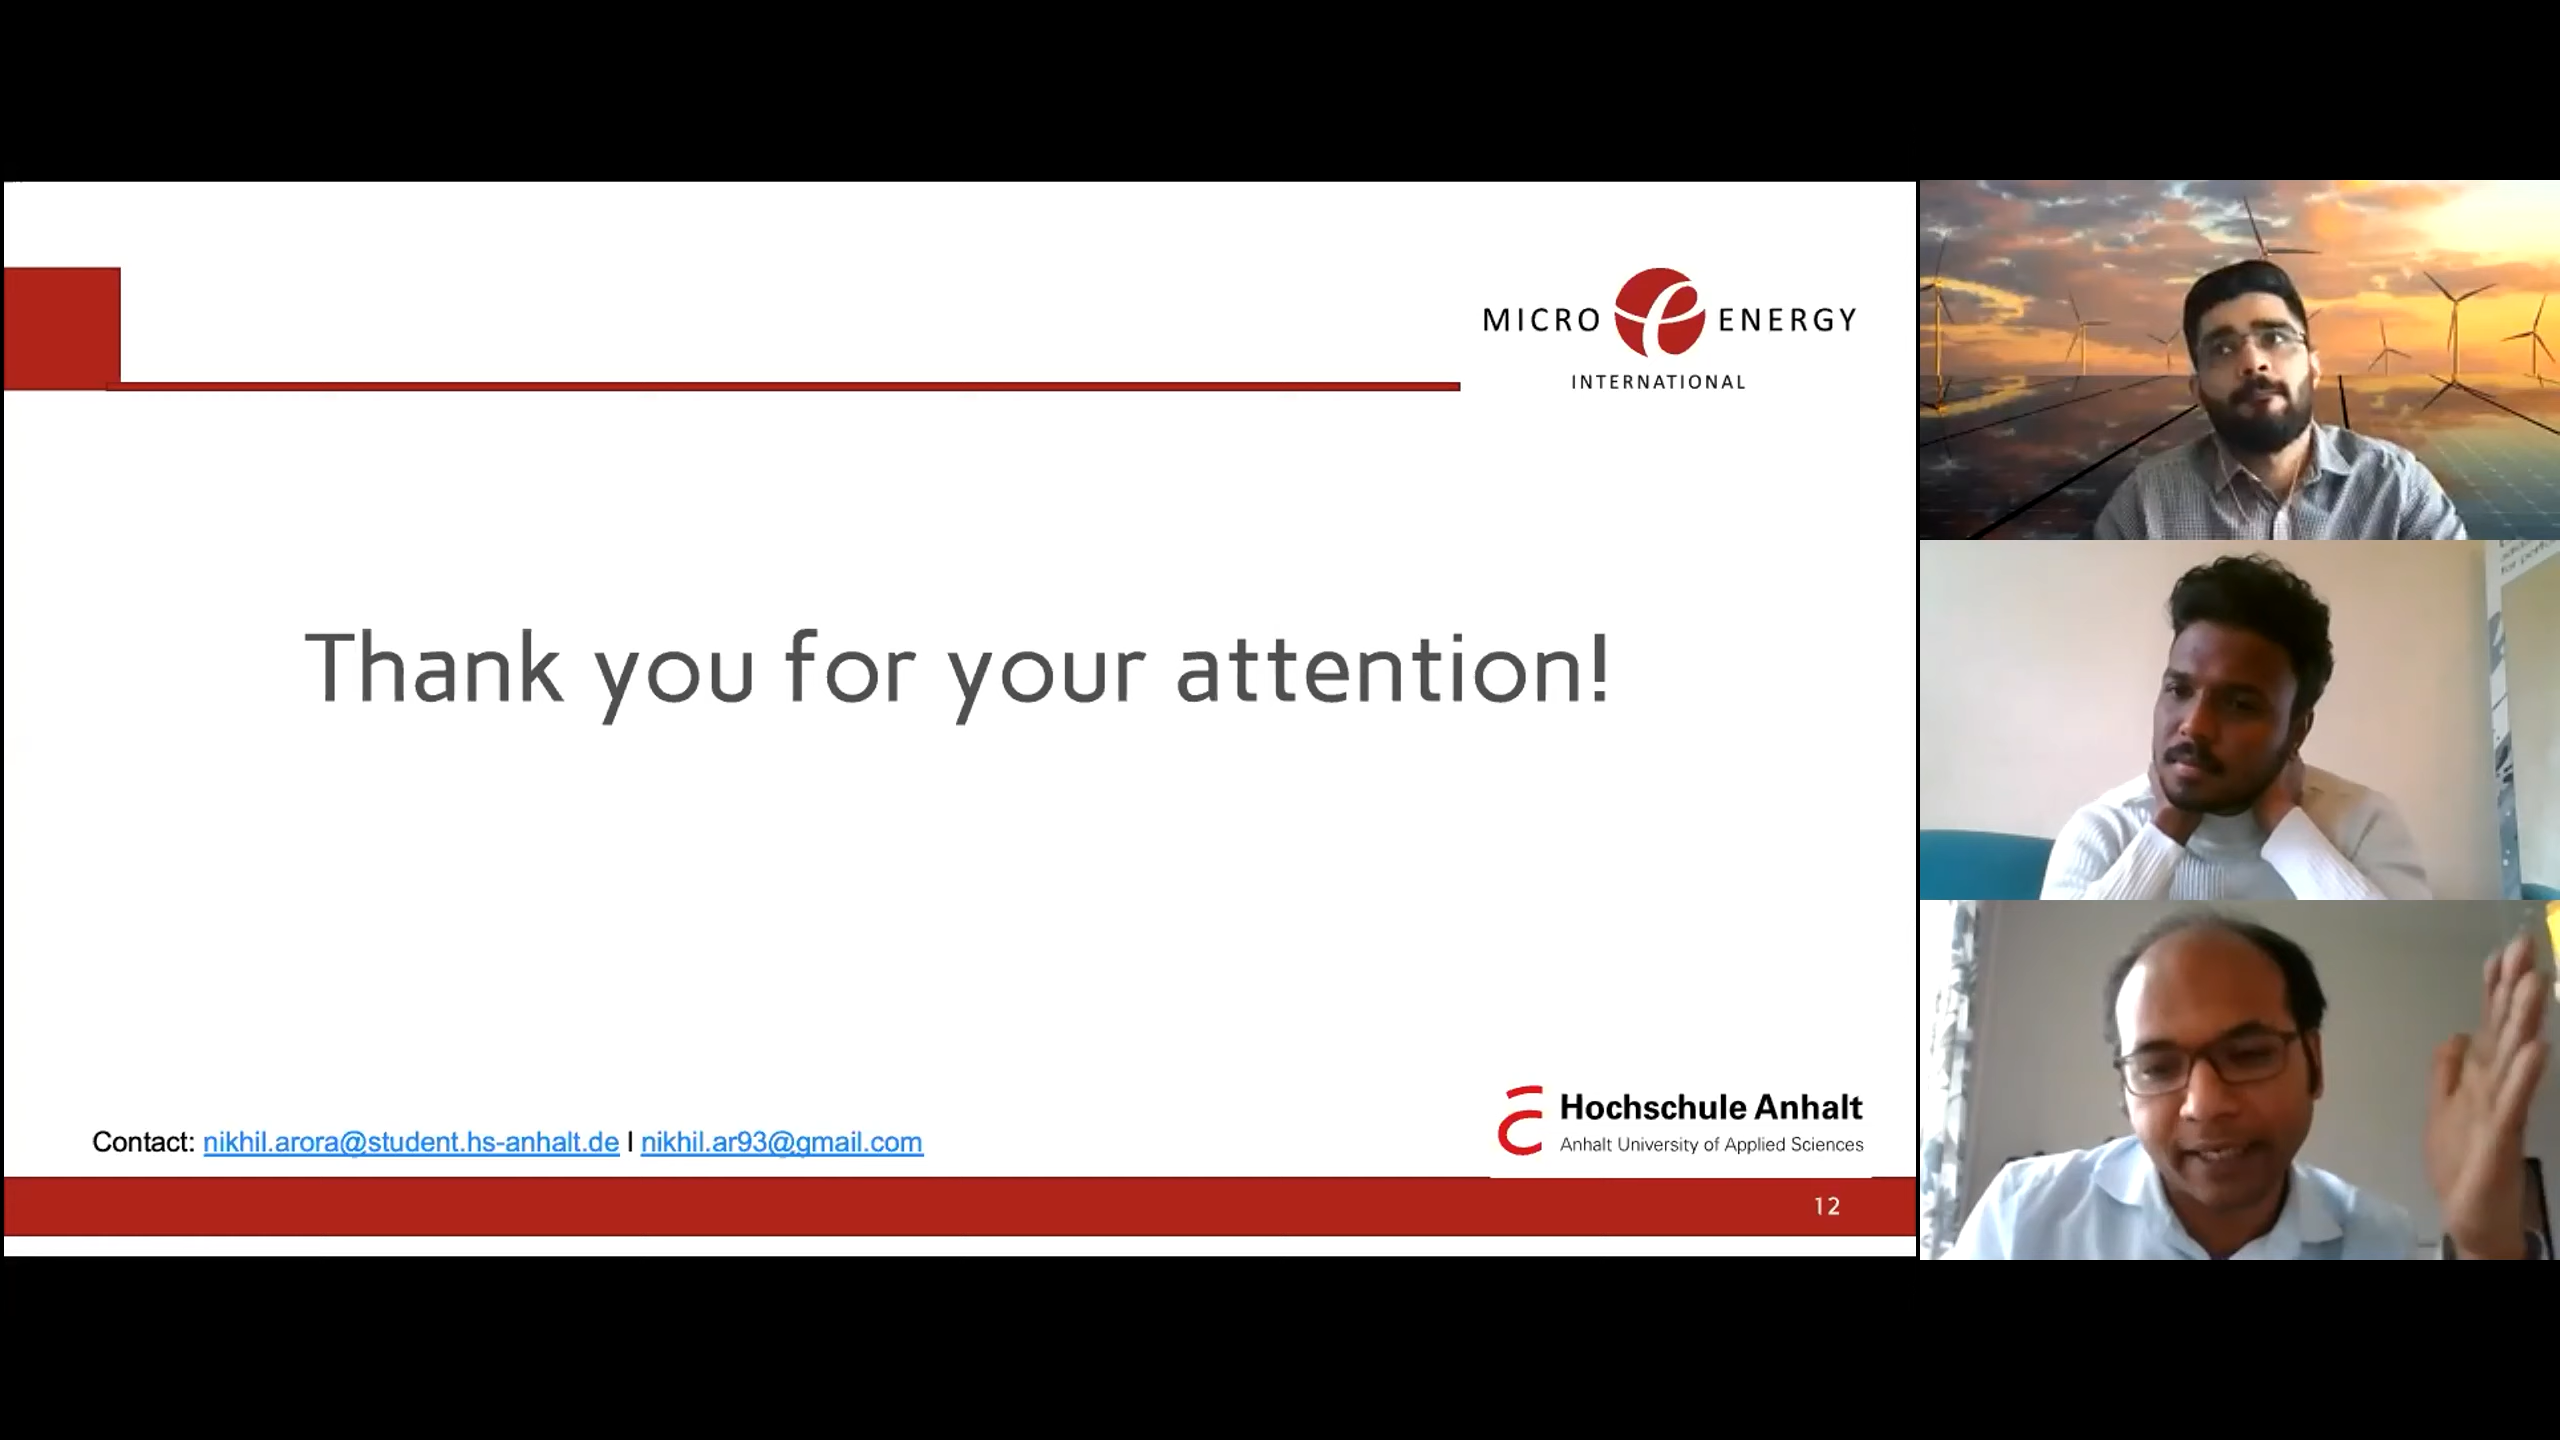 MICRO ENERGY
INTERNATIONAL
Thank you for your attention!
Hochschule Anhalt
Anhalt University of Applied Sciences
Contact: nikhil.arora@student.hs-anhalt.de | nikhil.ar93@gmail.com
12